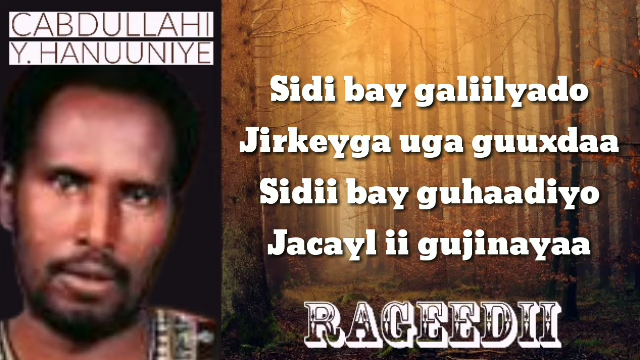 CABDULLAHI
Y. HANUUNIYE
Sidi bay galiilyado
Jirkeyga uga guuxdaa
Sidii bay guhaadiyo
Jacayl ii gujinayaa
RAGEEDII